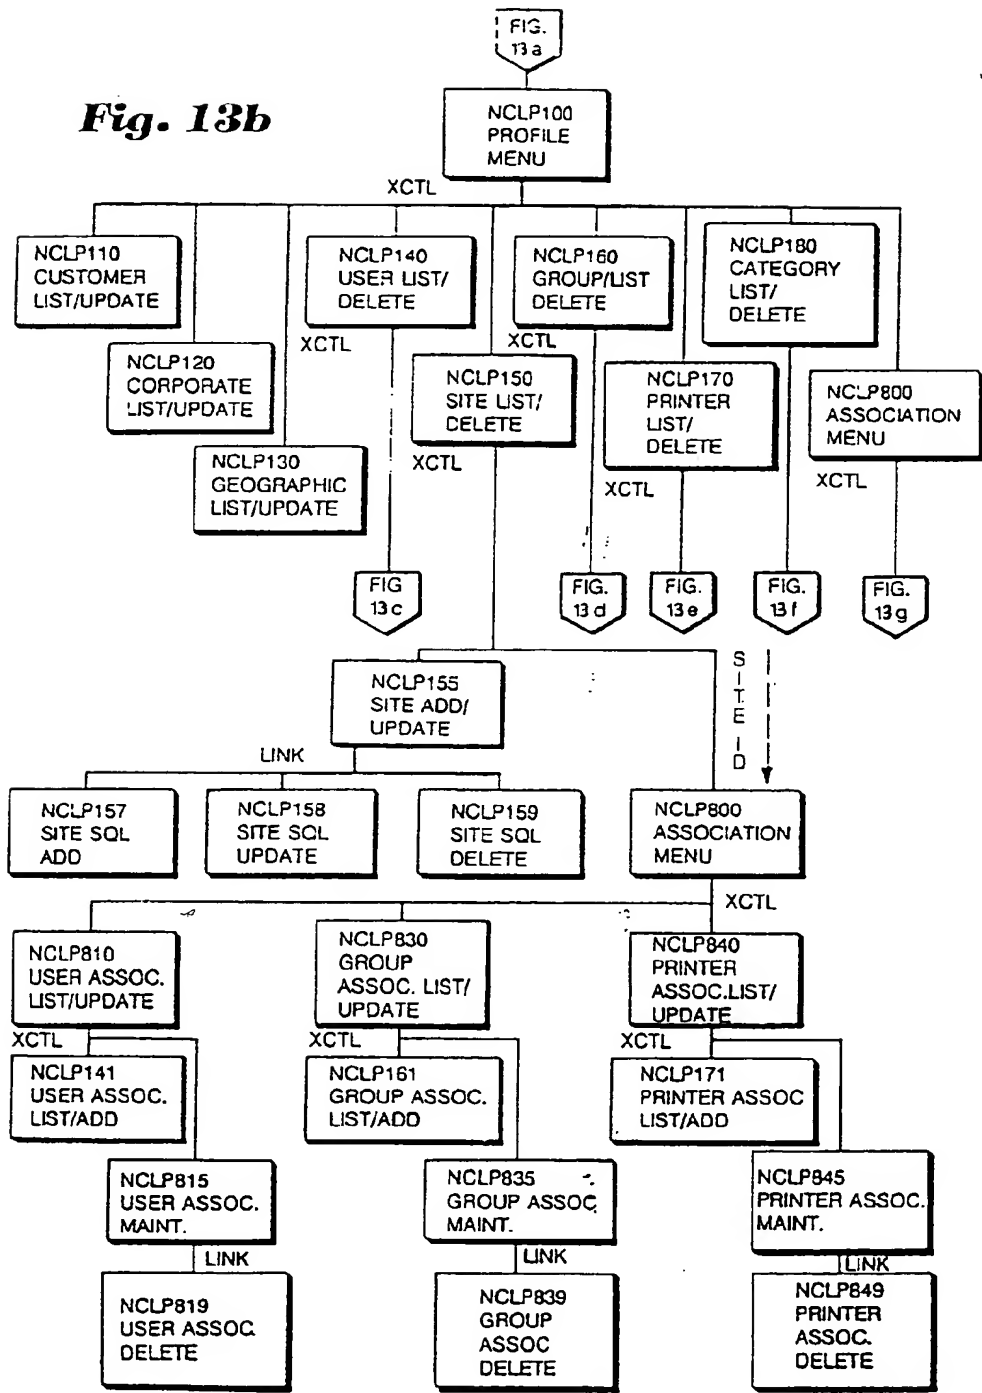 FIG.
13a
Fig. 13b
NCLP100
PROFILE
MENU
XCTL
NCLP110
CUSTOMER
LIST/UPDATE
NCLP140
USER LIST/
DELETE
NCLP160
GROUP/LIST
DELETE
NCLP180
CATEGORY
LIST/
DELETE
XCTL
XCTL
NCLP120
CORPORATE
LIST/UPDATE
NCLP150
SITE LIST/
DELETE
NCLP170
PRINTER
LIST/
DELETE
NCLP800
ASSOCIATION
MENU
NCLP130
GEOGRAPHIC
LIST/UPDATE
XCTL
XCTL
XCTL
FIG
13c
FIG.
13d
FIG.
13e
FIG.
13f
FIG.
13g
NCLP155
SITE ADD/
UPDATE
SITE ID
LINK
NCLP157
SITE SQL
ADD
NCLP158
SITE SQL
UPDATE
NCLP159
SITE SQL
DELETE
NCLP800
ASSOCIATION
MENU
XCTL
NCLP810
USER ASSOC.
LIST/UPDATE
NCLP830
GROUP
ASSOC. LIST/
UPDATE
NCLP840
PRINTER
ASSOC.LIST/
UPDATE
XCTL
XCTL
XCTL
NCLP141
USER ASSOC.
LIST/ADD
NCLP161
GROUP ASSOC.
LIST/ADD
NCLP171
PRINTER ASSOC
LIST/ADD
NCLP815
USER ASSOC.
MAINT.
NCLP835
GROUP ASSOC.
MAINT.
NCLP845
PRINTER ASSOC.
MAINT.
LINK
LINK
LINK
NCLP819
USER ASSOC.
DELETE
NCLP839
GROUP
ASSOC
DELETE
NCLP849
PRINTER
ASSOC.
DELETE